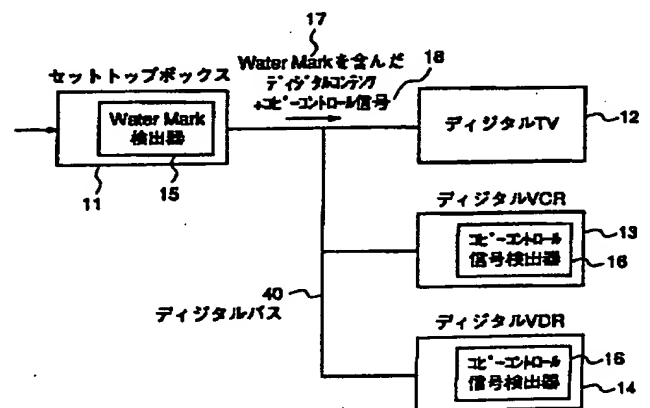 17
Water Markを含んだ
ディジタルコンテンツ
+コピーコントロール信号
18
セットトップボックス
Water Mark
検出器
11
15
ディジタルTV
12
ディジタルVCR
コピーコントロール
信号検出器
13
16
40
ディジタルバス
ディジタルVDR
コピーコントロール
信号検出器
16
14